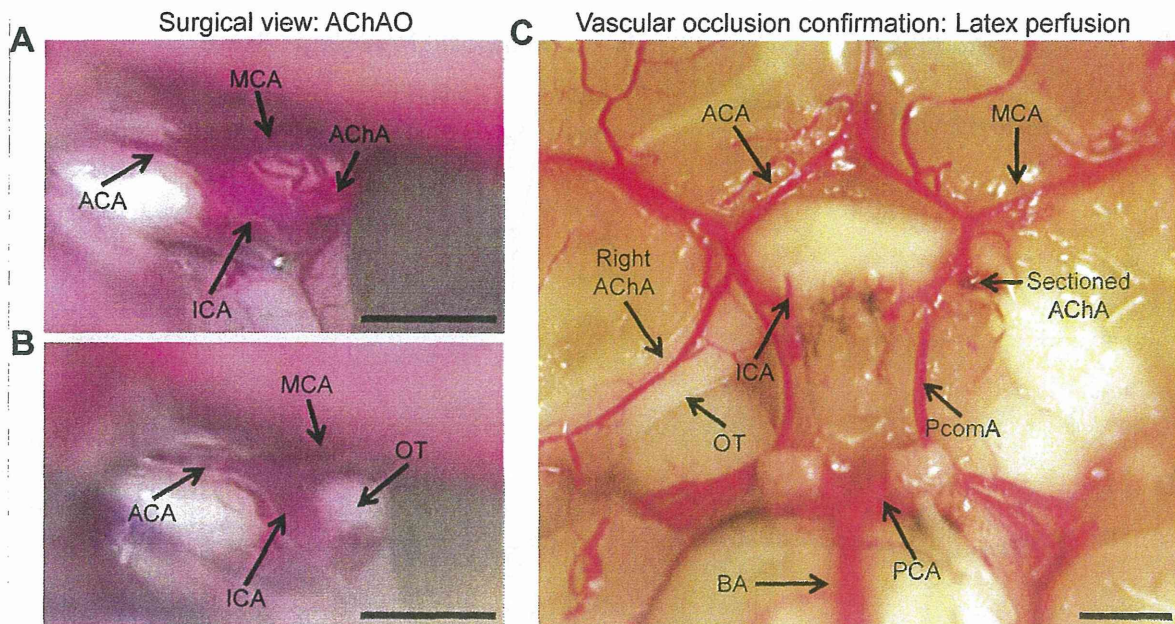 Surgical view: AChAO
A
MCA
AChA
ACA
ICA
B
MCA
OT
ACA
ICA
Vascular occlusion confirmation: Latex perfusion
C
ACA
MCA
Right
AChA
Sectioned
AChA
ICA
OT
PcomA
BA
PCA